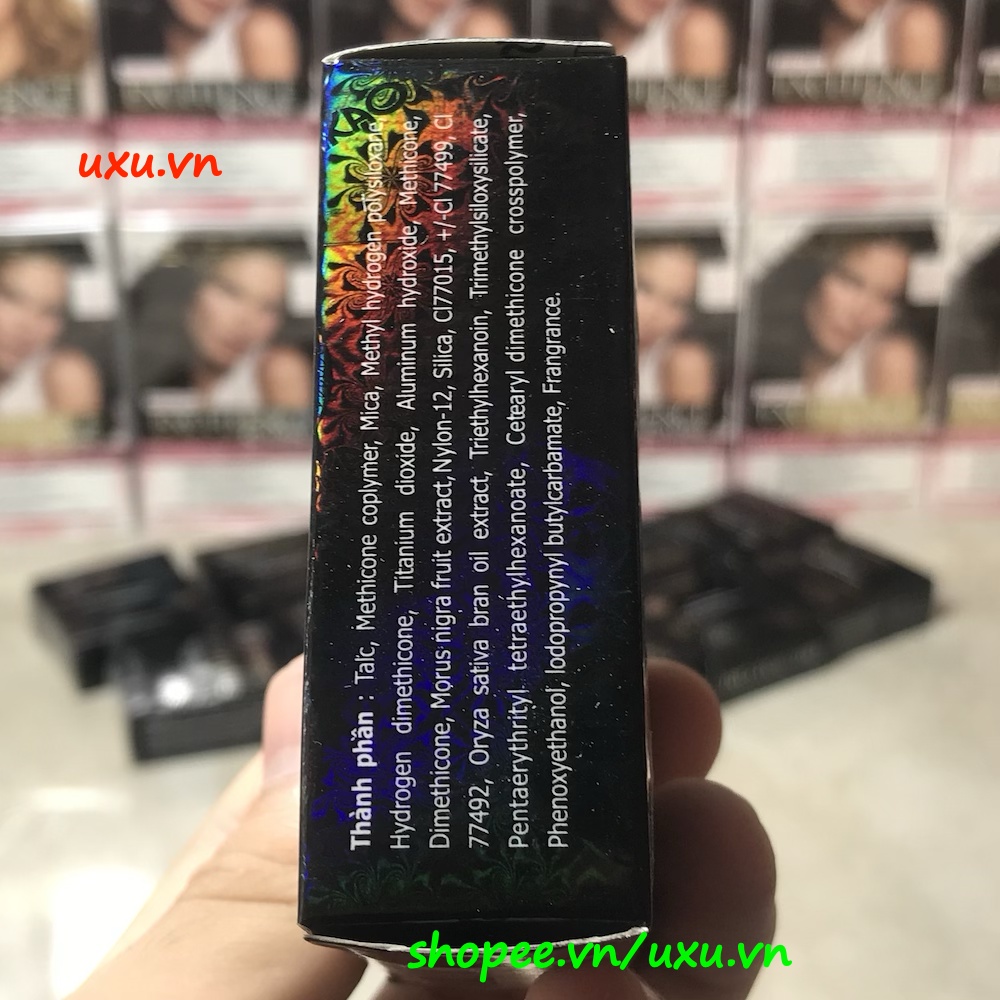 uxu.vn
Thành phần : Talc, Methicone coplymer, Mica, Methyl hydrogen polysiloxane,
Hydrogen dimethicone, Titanium dioxide, Aluminum hydroxide, Methicone,
Dimethicone, Morus nigra fruit extract, Nylon-12, Silica, CI77015, +/-CI 77499, CI
77492, Oryza sativa bran oil extract, Triethylhexanoin, Trimethylsiloxysilicate,
Pentaerythrityl tetraethylhexanoate, Cetearyl dimethicone crosspolymer,
Phenoxyethanol, Iodopropynyl butylcarbamate, Frangrance.
shopee.vn/uxu.vn